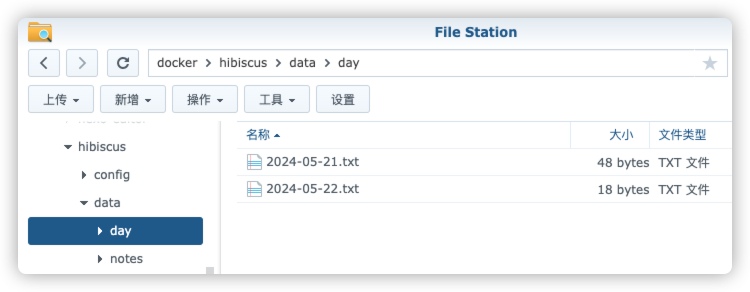 File Station
docker > hibiscus > data > day
上传 新增 操作 工具 设置
名称 大小 文件类型
hibiscus
config
data
day
notes
2024-05-21.txt 48 bytes TXT 文件
2024-05-22.txt 18 bytes TXT 文件